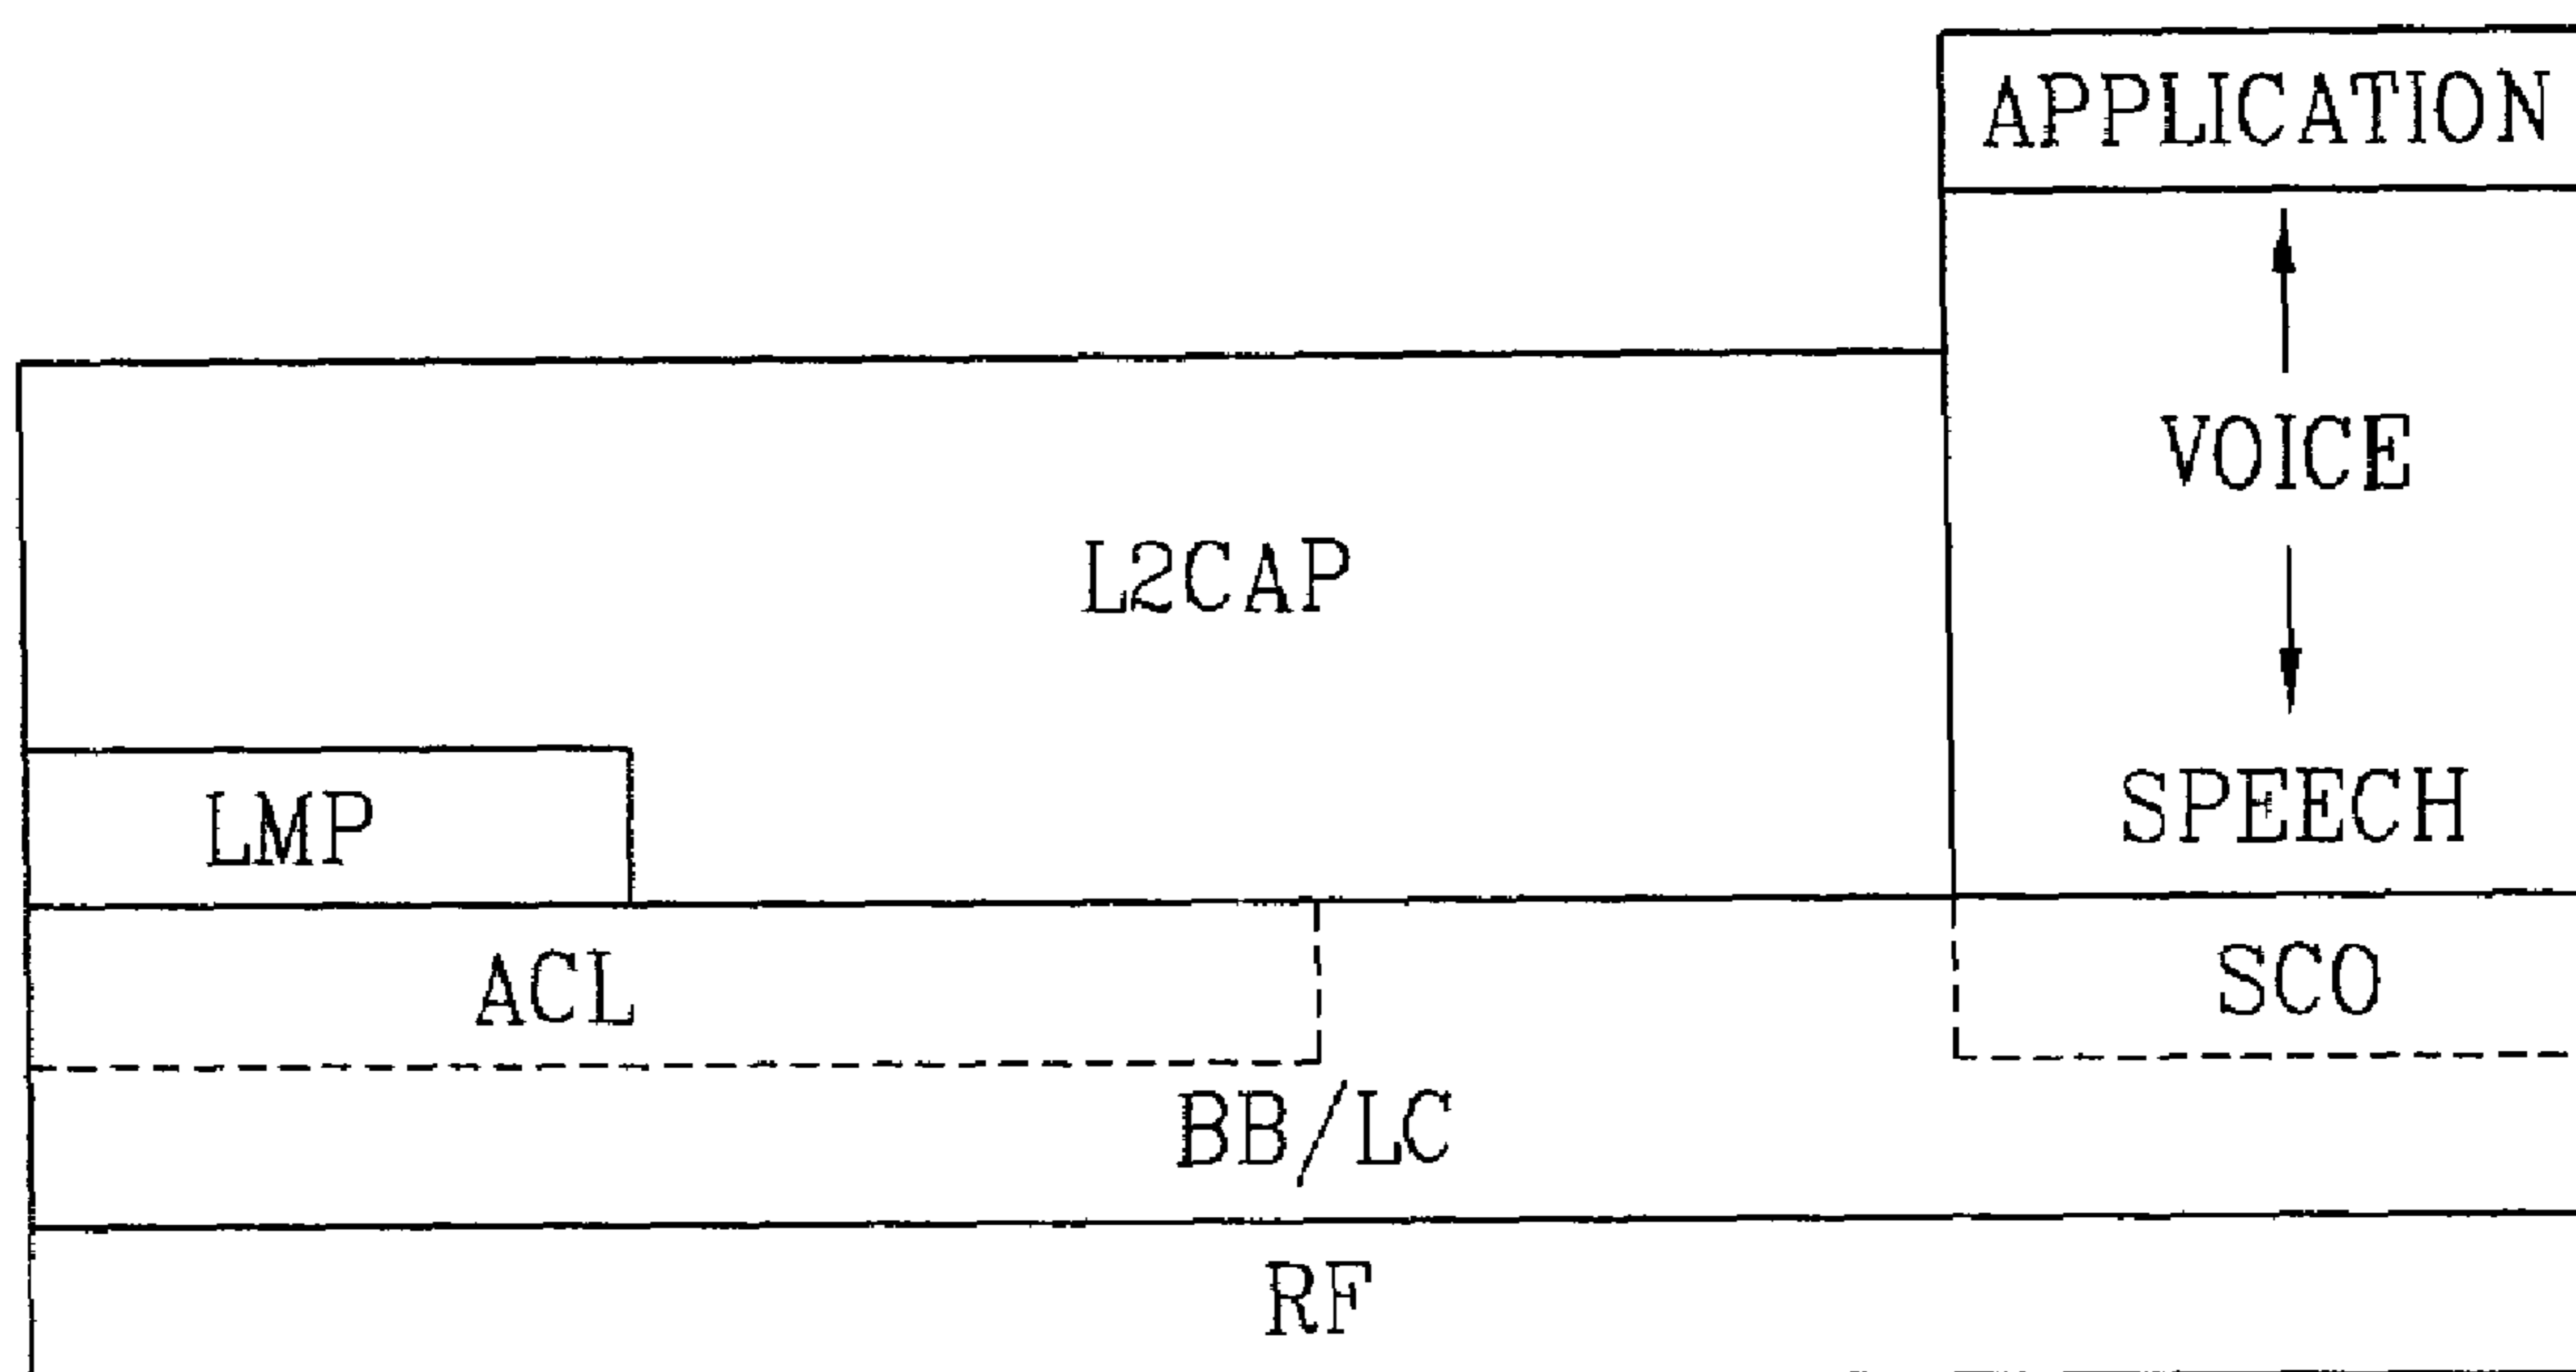 APPLICATION
VOICE
L2CAP
LMP
SPEECH
ACL
SCO
BB/LC
RF